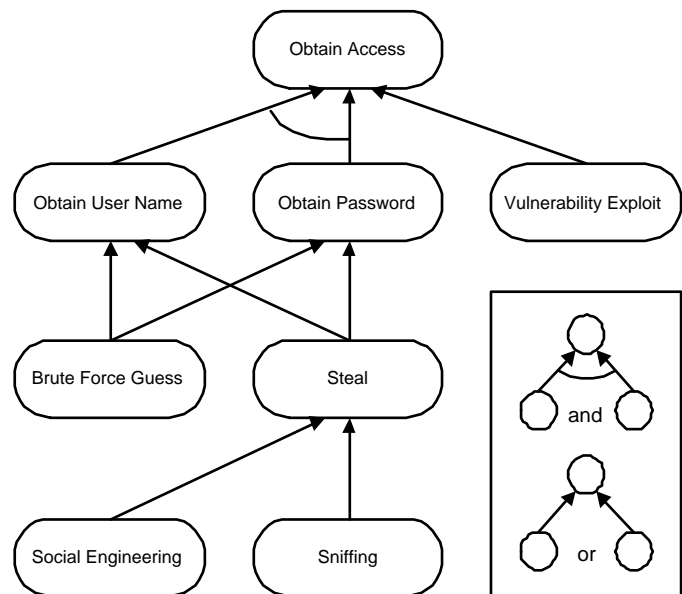 Obtain Access
Obtain User Name
Obtain Password
Vulnerability Exploit
Brute Force Guess
Steal
and
Social Engineering
Sniffing
or